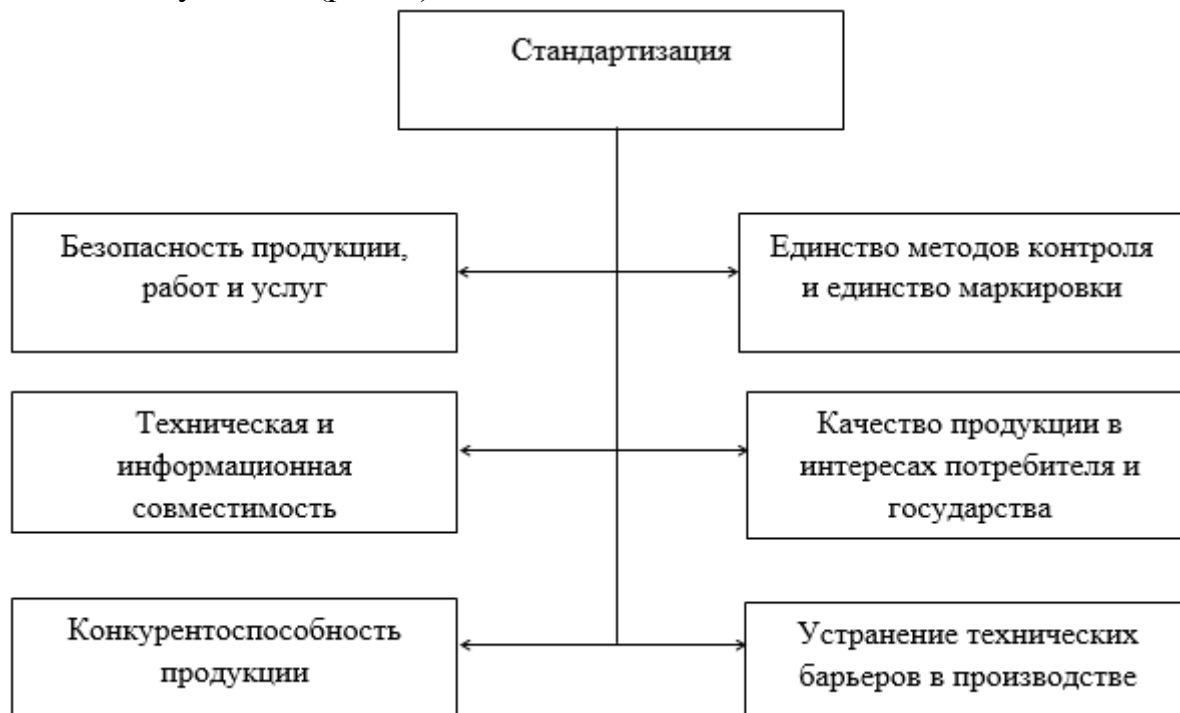 Стандартизация
Безопасность продукции,
работ и услуг
Единство методов контроля
и единство маркировки
Техническая и
информационная
совместимость
Качество продукции в
интересах потребителя и
государства
Конкурентоспособность
продукции
Устранение технических
барьеров в производстве